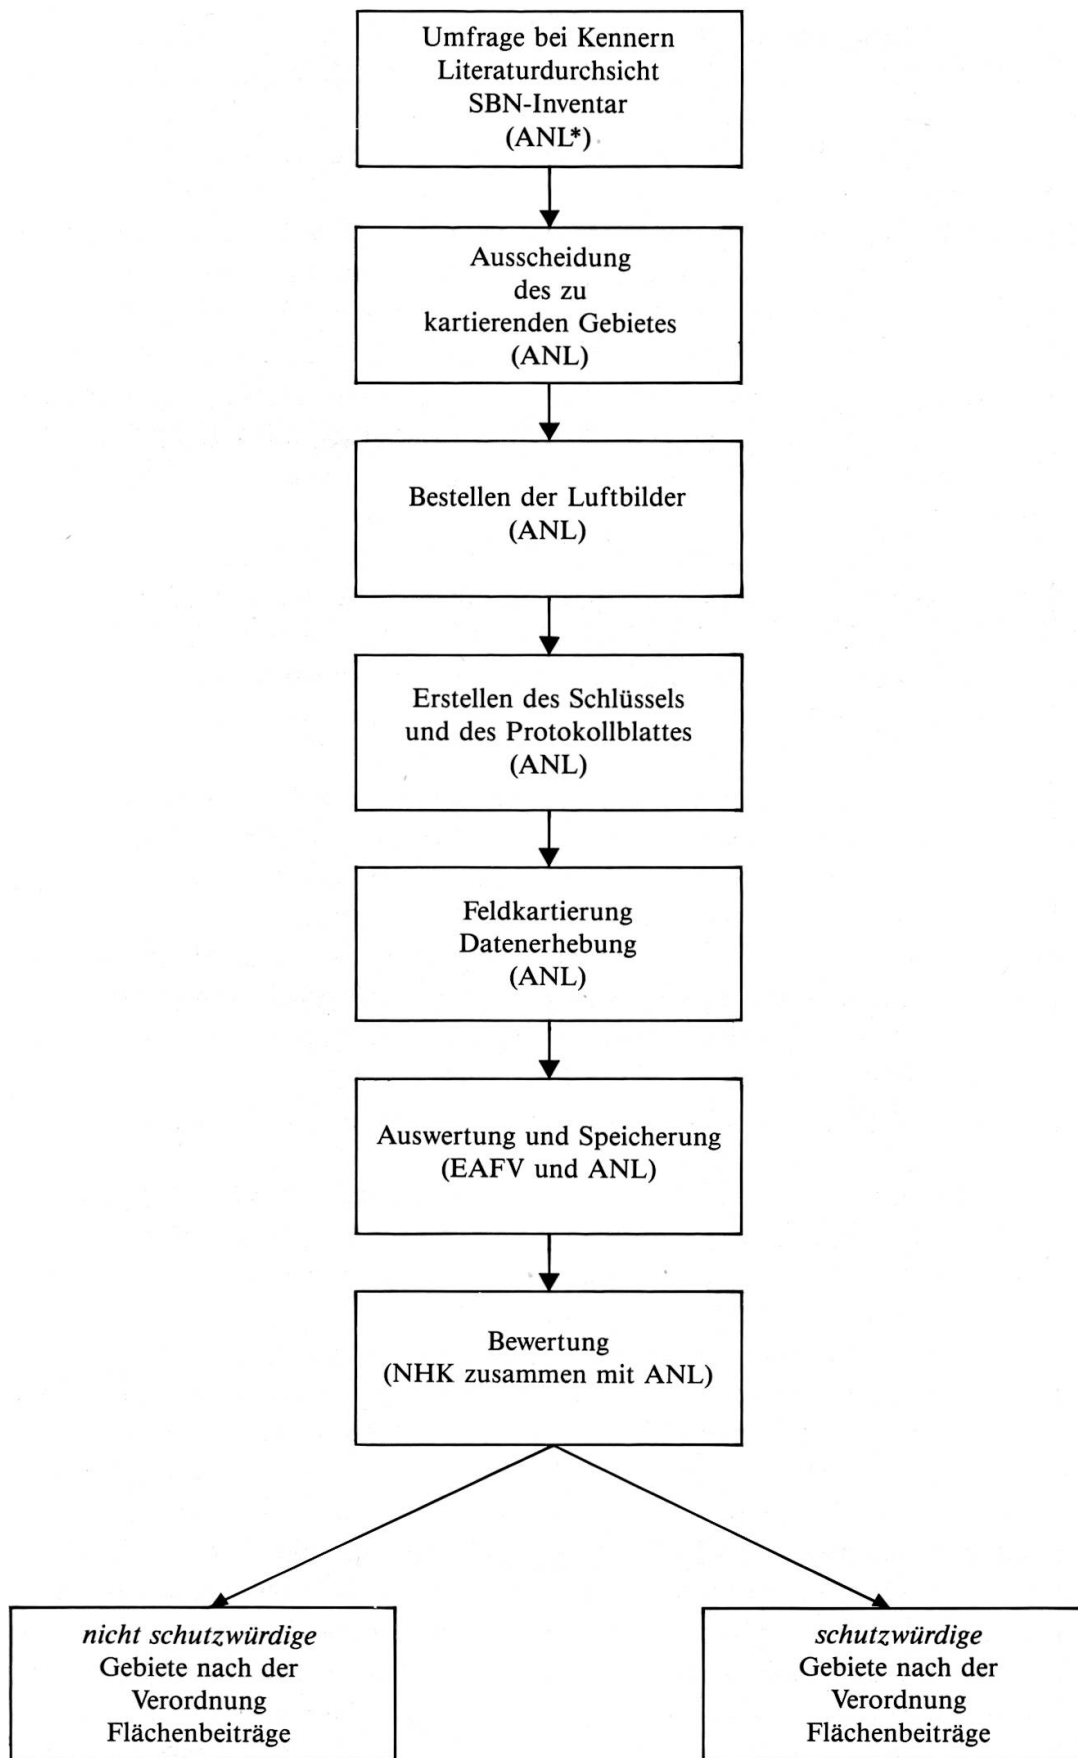 Umfrage bei Kennern
Literaturdurchsicht
SBN-Inventar
(ANL*)
Ausscheidung
des zu
kartierenden Gebietes
(ANL)
Bestellen der Luftbilder
(ANL)
Erstellen des Schlüssels
und des Protokollblattes
(ANL)
Feldkartierung
Datenerhebung
(ANL)
Auswertung und Speicherung
(EAFV und ANL)
Bewertung
(NHK zusammen mit ANL)
nicht schutzwürdige
Gebiete nach der
Verordnung
Flächenbeiträge
schutzwürdige
Gebiete nach der
Verordnung
Flächenbeiträge